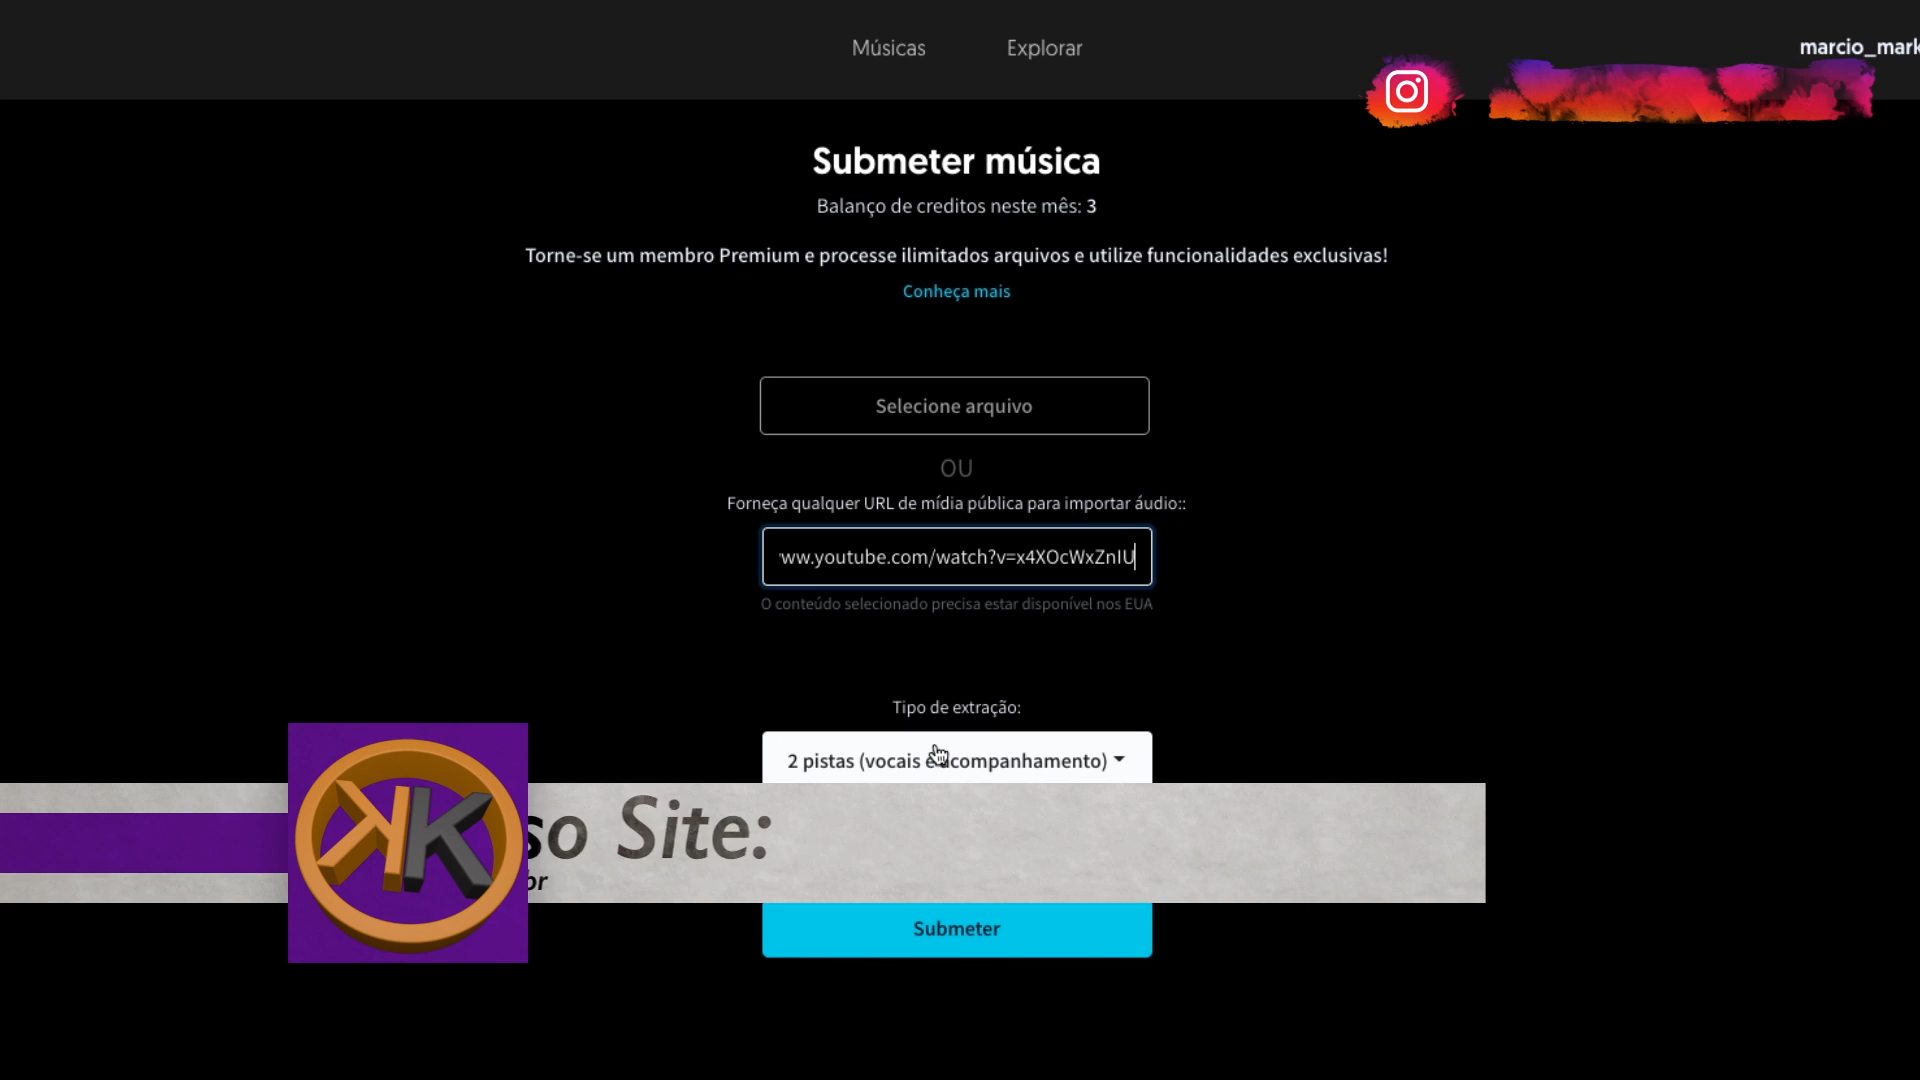 Músicas
Explorar
marcio_mark
Submeter música
Balanço de creditos neste mês: 3
Torne-se um membro Premium e processe ilimitados arquivos e utilize funcionalidades exclusivas!
Conheça mais
Selecione arquivo
OU
Forneça qualquer URL de mídia pública para importar áudio::
ww.youtube.com/watch?v=x4XOcWxZnIU
O conteúdo selecionado precisa estar disponível nos EUA
Tipo de extração:
2 pistas (vocais e acompanhamento)
so Site:
br
Submeter